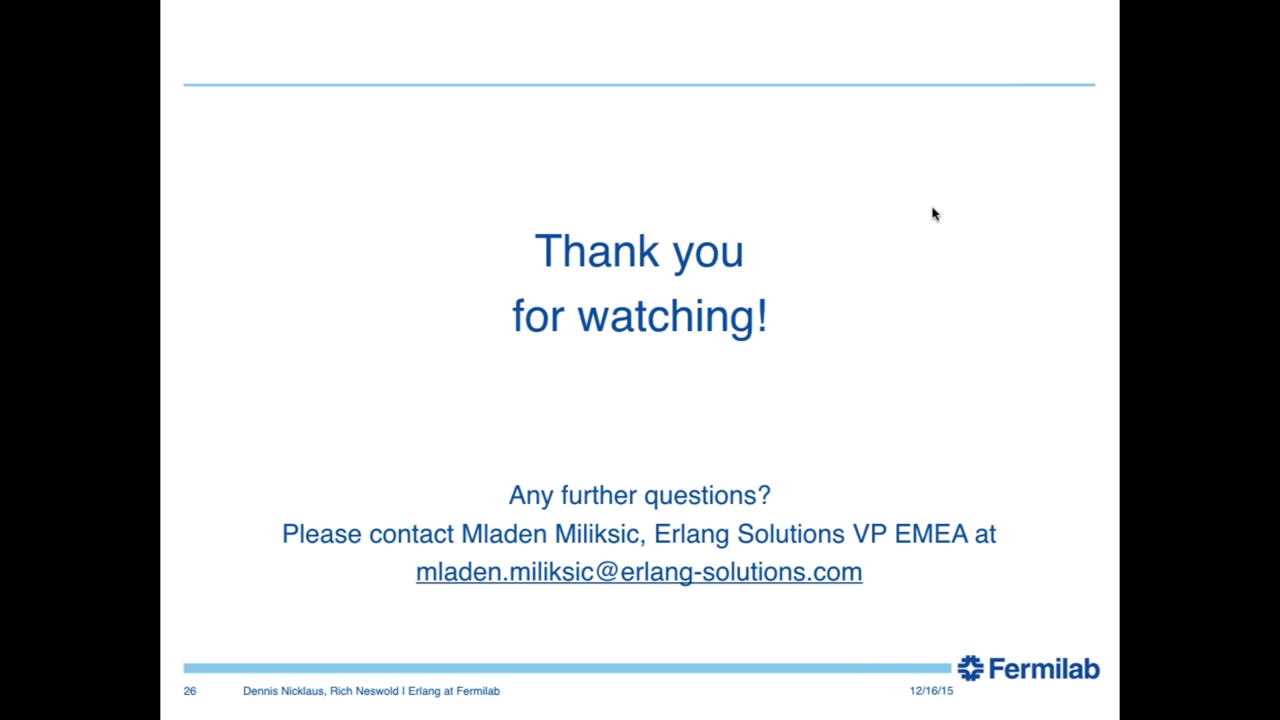 Thank you
for watching!
Any further questions?
Please contact Mladen Miliksic, Erlang Solutions VP EMEA at
mladen.miliksic@erlang-solutions.com
Fermilab
26 Dennis Nicklaus, Rich Neswold I Erlang at Fermilab 12/16/15